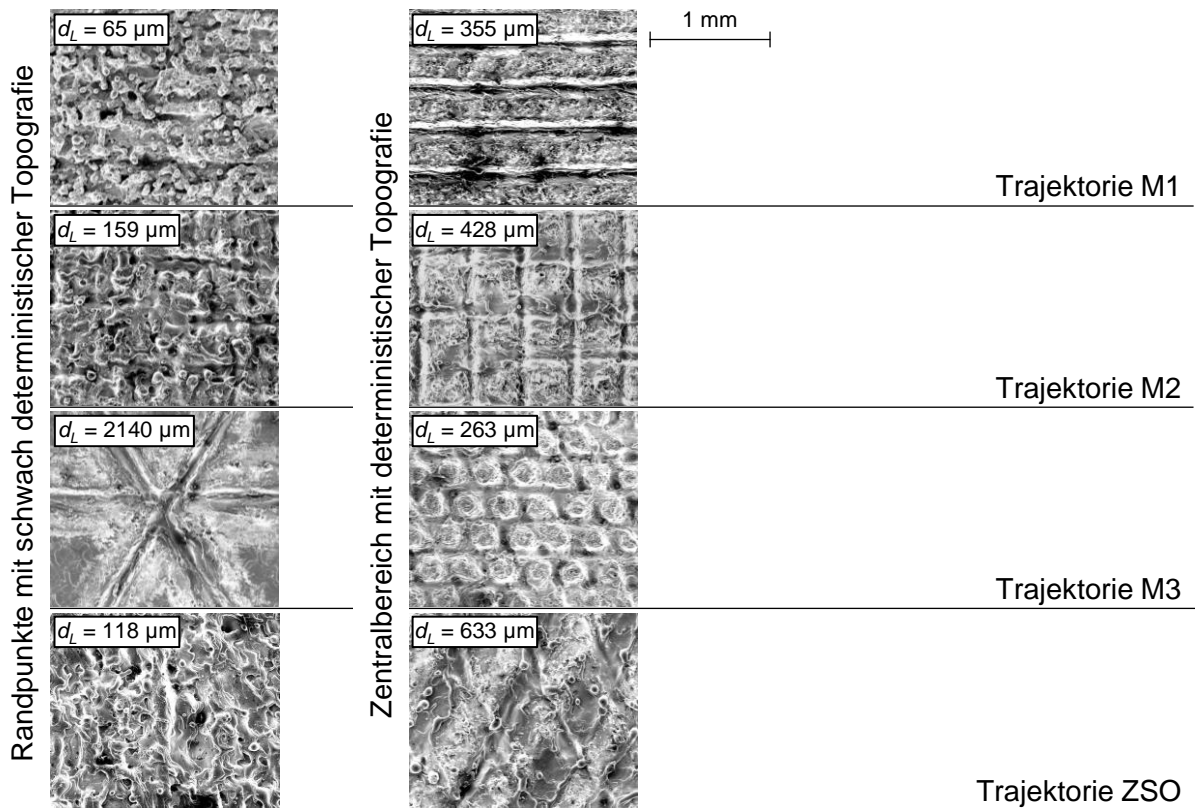 Randpunkte mit schwach deterministischer Topografie
Zentralbereich mit deterministischer Topografie
d_L = 65 µm
d_L = 355 µm
1 mm
Trajektorie M1
d_L = 159 µm
d_L = 428 µm
Trajektorie M2
d_L = 2140 µm
d_L = 263 µm
Trajektorie M3
d_L = 118 µm
d_L = 633 µm
Trajektorie ZSO